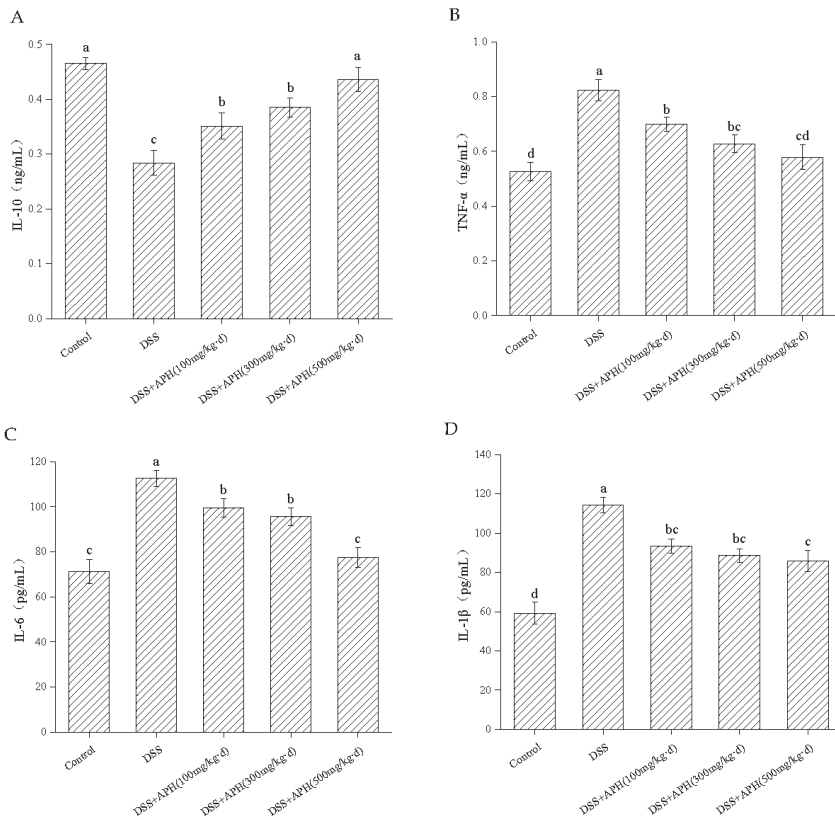 A
IL-10（ng/mL）
0.5
0.4
0.3
0.2
0.1
0.0
a
c
b
b
a
Control
DSS
DSS+APH(100mg/kg·d)
DSS+APH(300mg/kg·d)
DSS+APH(500mg/kg·d)
B
TNF-α（ng/mL）
1.0
0.8
0.6
0.4
0.2
0.0
d
a
b
bc
cd
Control
DSS
DSS+APH(100mg/kg·d)
DSS+APH(300mg/kg·d)
DSS+APH(500mg/kg·d)
C
IL-6（pg/mL）
120
100
80
60
40
20
0
c
a
b
b
c
Control
DSS
DSS+APH(100mg/kg·d)
DSS+APH(300mg/kg·d)
DSS+APH(500mg/kg·d)
D
IL-1β（pg/mL）
140
120
100
80
60
40
20
0
d
a
bc
bc
c
Control
DSS
DSS+APH(100mg/kg·d)
DSS+APH(300mg/kg·d)
DSS+APH(500mg/kg·d)